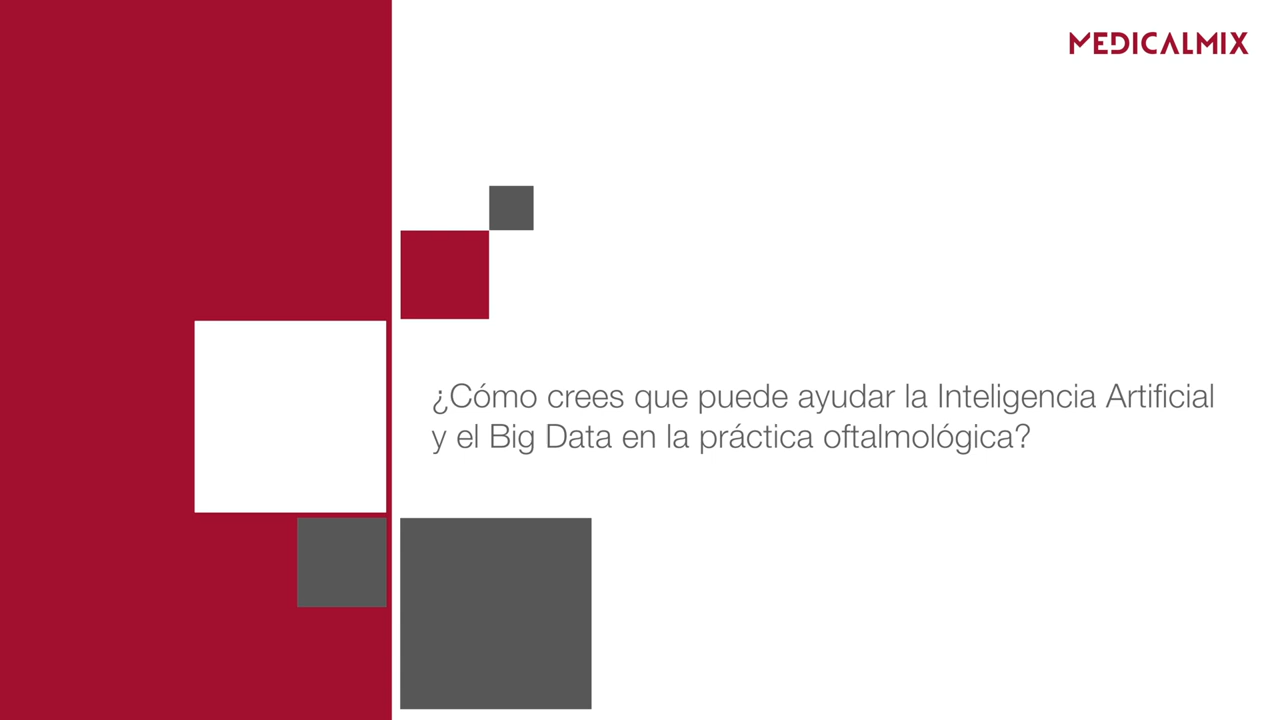 MEDICALMIX
¿Cómo crees que puede ayudar la Inteligencia Artificial
y el Big Data en la práctica oftalmológica?